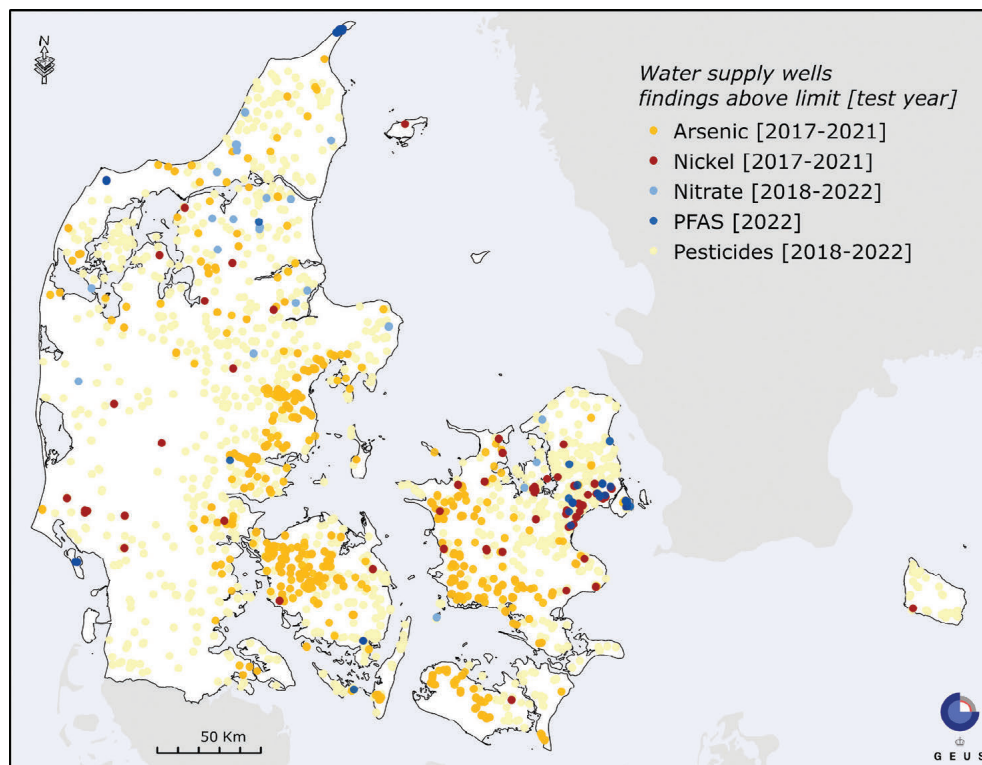 N
Water supply wells
findings above limit [test year]
Arsenic [2017-2021]
Nickel [2017-2021]
Nitrate [2018-2022]
PFAS [2022]
Pesticides [2018-2022]
50 Km
G E U S